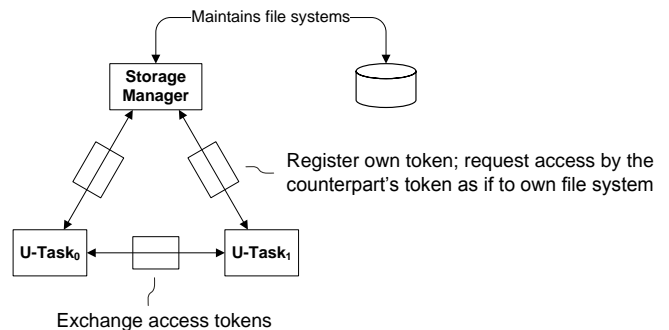 Maintains file systems
Storage
Manager
Register own token; request access by the
counterpart's token as if to own file system
U-Task₀
U-Task₁
Exchange access tokens